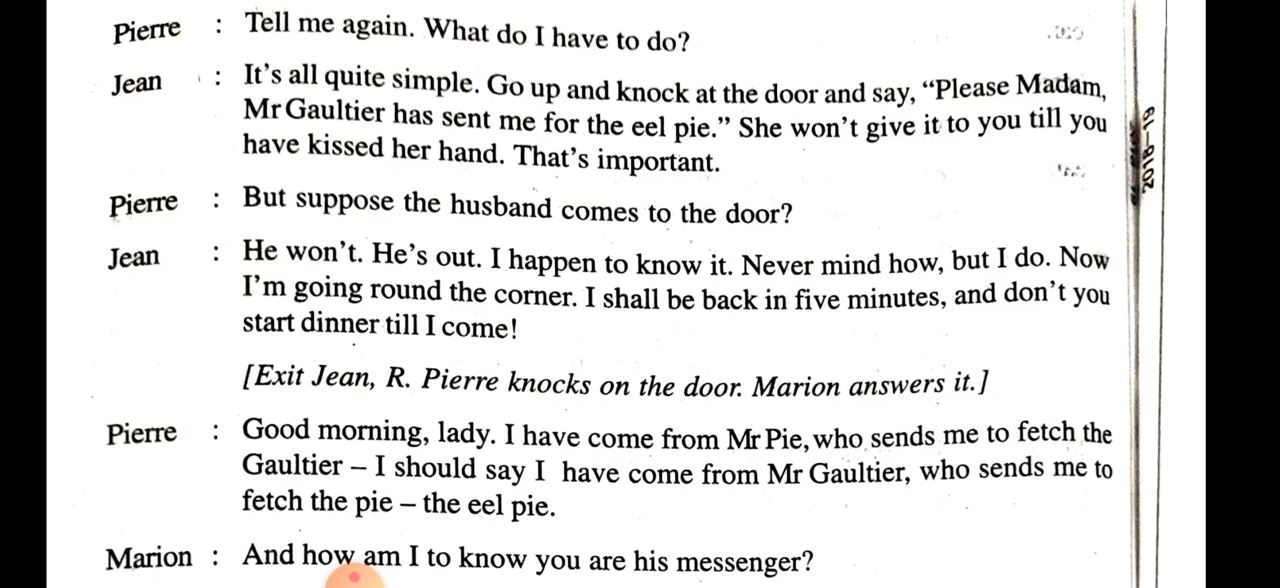 Pierre : Tell me again. What do I have to do?
Jean : It's all quite simple. Go up and knock at the door and say, “Please Madam,
Mr Gaultier has sent me for the eel pie.” She won't give it to you till you
have kissed her hand. That's important.
Pierre : But suppose the husband comes to the door?
Jean : He won't. He's out. I happen to know it. Never mind how, but I do. Now
I'm going round the corner. I shall be back in five minutes, and don't you
start dinner till I come!
[Exit Jean, R. Pierre knocks on the door. Marion answers it.]
Pierre : Good morning, lady. I have come from Mr Pie, who sends me to fetch the
Gaultier – I should say I have come from Mr Gaultier, who sends me to
fetch the pie – the eel pie.
Marion : And how am I to know you are his messenger?
2018-19